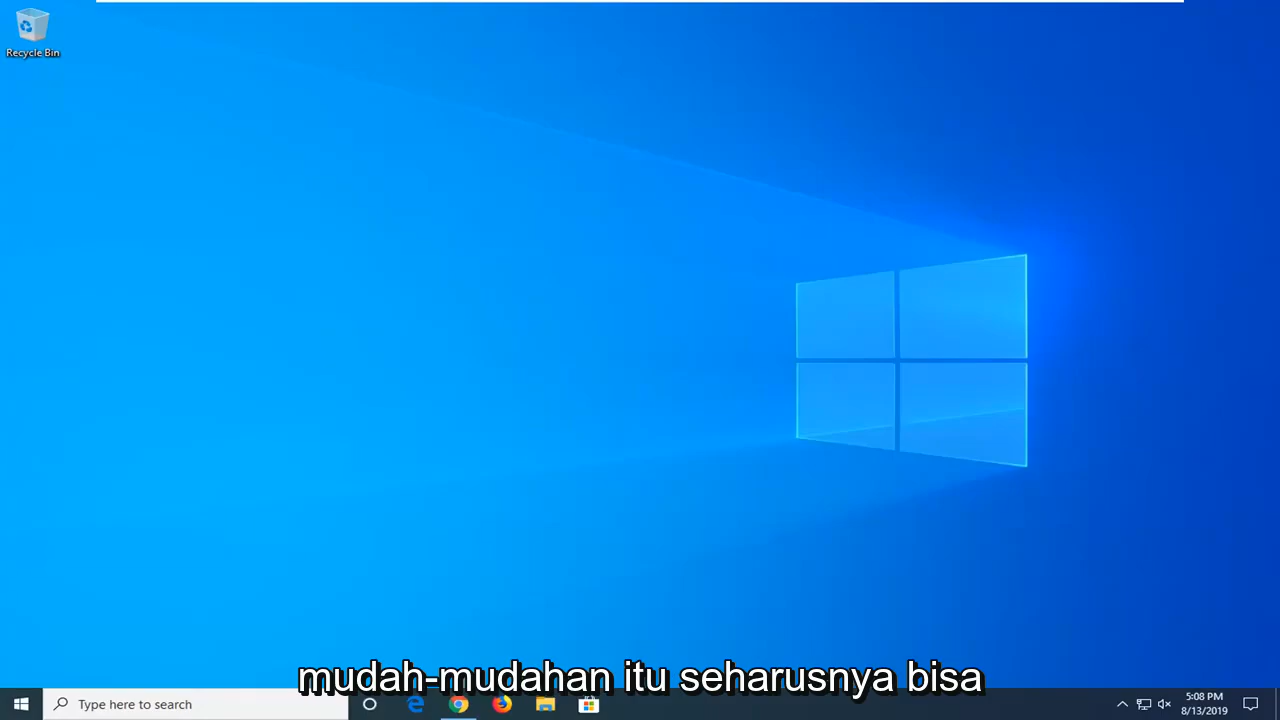 Recycle Bin
mudah-mudahan itu seharusnya bisa
Type here to search
5:08 PM
8/13/2019